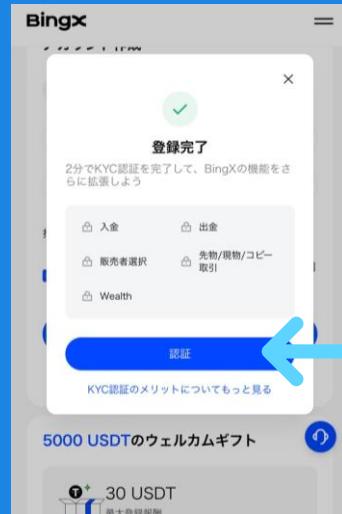 BingX
登録完了
2分でKYC認証を完了して、BingXの機能をさ
らに拡張しよう
入金
出金
販売者選択
先物/現物/コピー
取引
Wealth
認証
KYC認証のメリットについてもっと見る
5000 USDTのウェルカムギフト
30 USDT